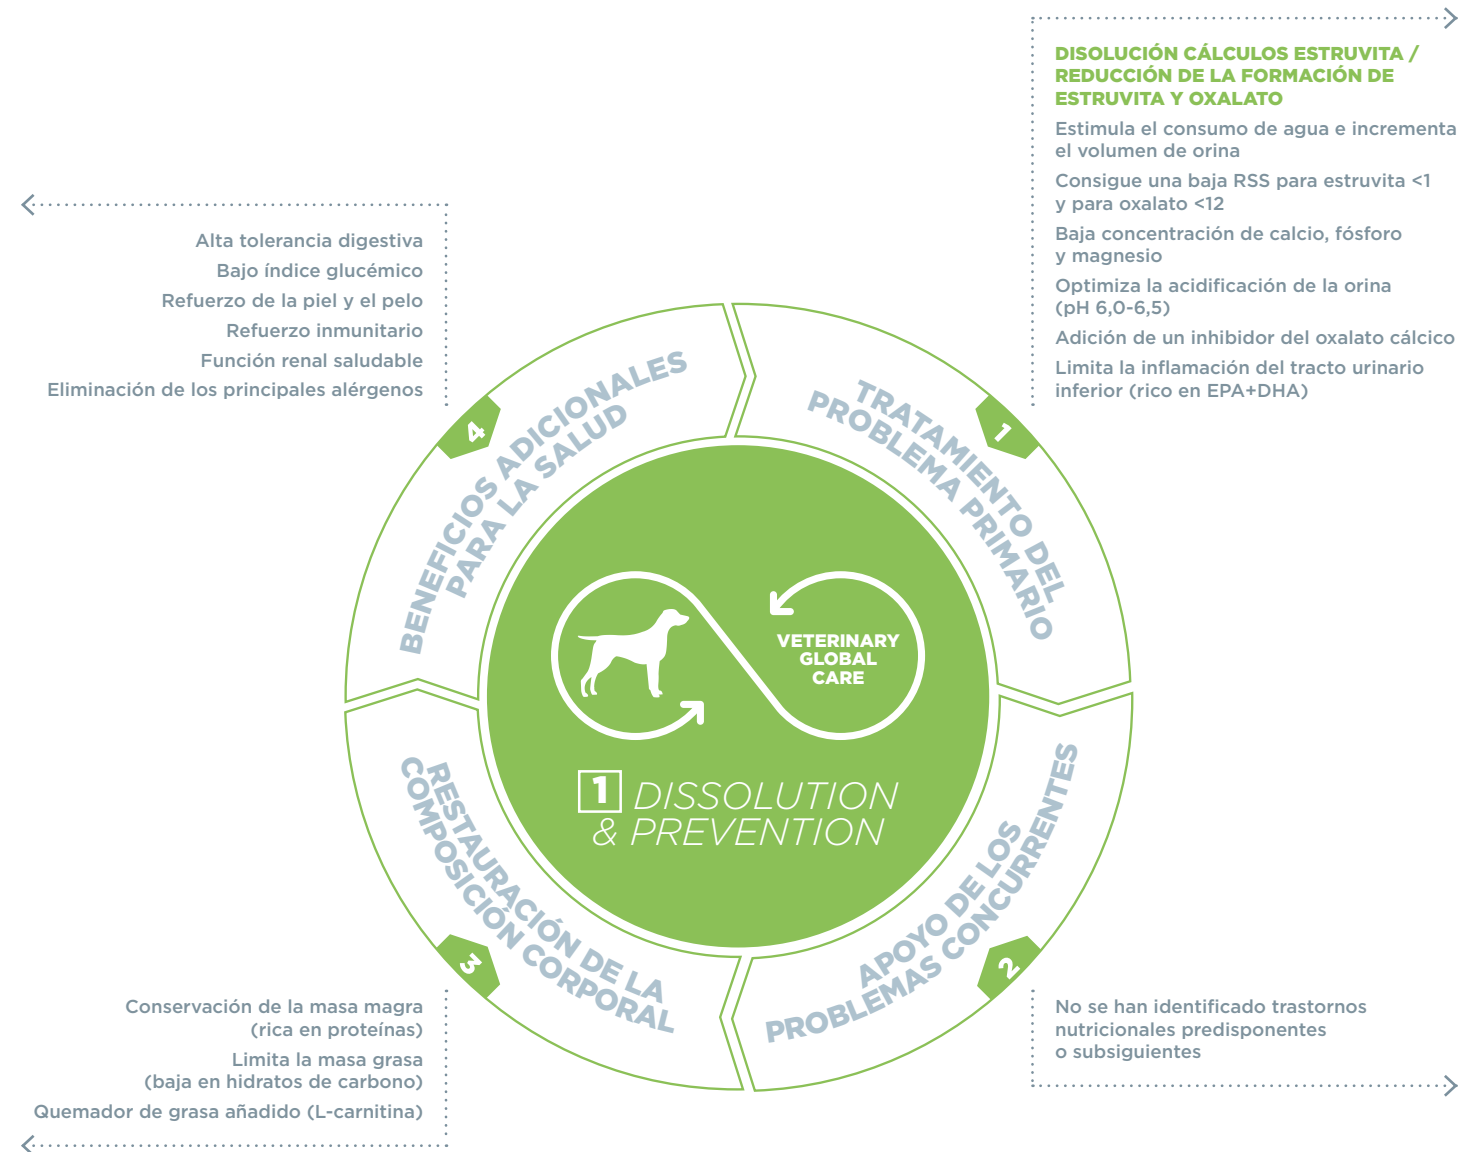 DISOLUCIÓN CÁLCULOS ESTRUVITA /
REDUCCIÓN DE LA FORMACIÓN DE
ESTRUVITA Y OXALATO
Estimula el consumo de agua e incrementa
el volumen de orina
Consigue una baja RSS para estruvita <1
y para oxalato <12
Baja concentración de calcio, fósforo
y magnesio
Optimiza la acidificación de la orina
(pH 6,0-6,5)
Adición de un inhibidor del oxalato cálcico
Limita la inflamación del tracto urinario
inferior (rico en EPA+DHA)
Alta tolerancia digestiva
Bajo índice glucémico
Refuerzo de la piel y el pelo
Refuerzo inmunitario
Función renal saludable
Eliminación de los principales alérgenos
4
BENEFICIOS ADICIONALES
PARA LA SALUD
1
TRATAMIENTO DEL
PROBLEMA PRIMARIO
VETERINARY
GLOBAL
CARE
1 DISSOLUTION
& PREVENTION
3
RESTAURACIÓN DE LA
COMPOSICIÓN CORPORAL
2
APOYO DE LOS
PROBLEMAS CONCURRENTES
Conservación de la masa magra
(rica en proteínas)
Limita la masa grasa
(baja en hidratos de carbono)
Quemador de grasa añadido (L-carnitina)
No se han identificado trastornos
nutricionales predisponentes
o subsiguientes